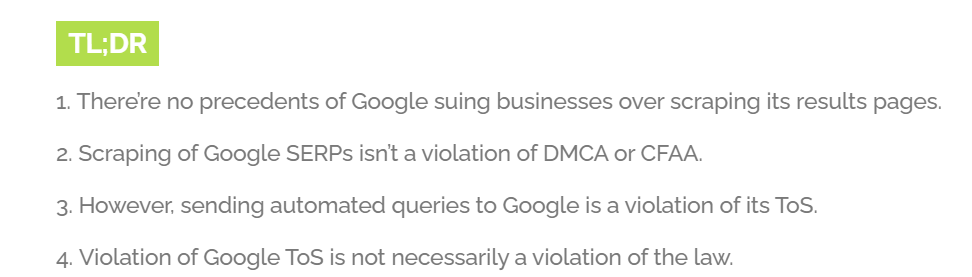 TL;DR
1. There're no precedents of Google suing businesses over scraping its results pages.
2. Scraping of Google SERPs isn't a violation of DMCA or CFAA.
3. However, sending automated queries to Google is a violation of its ToS.
4. Violation of Google ToS is not necessarily a violation of the law.